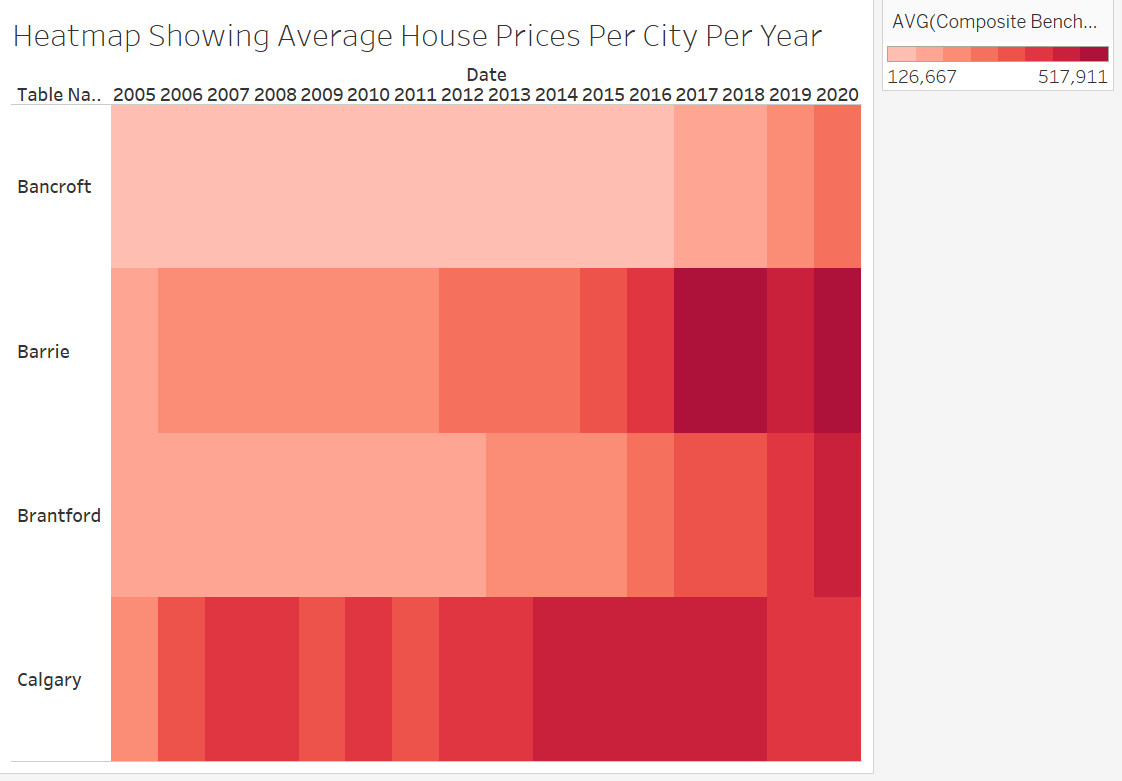 Heatmap Showing Average House Prices Per City Per Year
AVG(Composite Bench...
126,667 517,911
Date
Table Na.. 2005 2006 2007 2008 2009 2010 2011 2012 2013 2014 2015 2016 2017 2018 2019 2020
Bancroft
Barrie
Brantford
Calgary